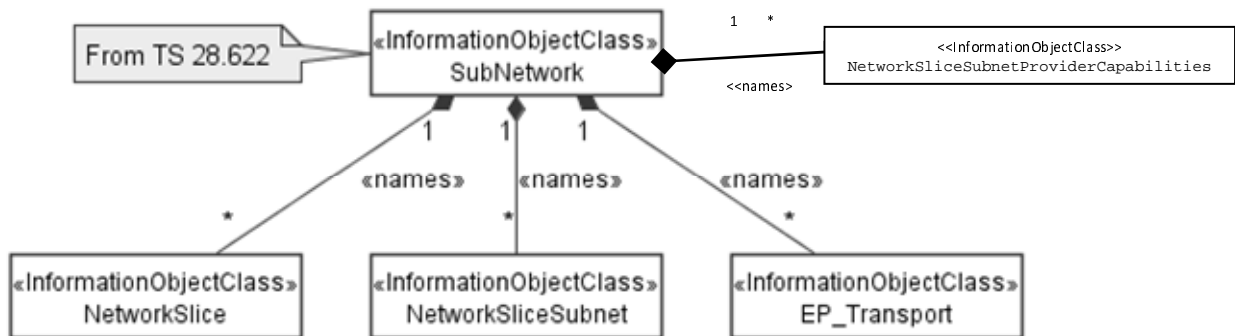 From TS 28.622
«InformationObjectClass»
SubNetwork
1 *
<<InformationObjectClass>>
NetworkSliceSubnetProviderCapabilities
<<names>
1
1
1
«names»
«names»
«names»
*
*
*
«InformationObjectClass»
NetworkSlice
«InformationObjectClass»
NetworkSliceSubnet
«InformationObjectClass»
EP_Transport